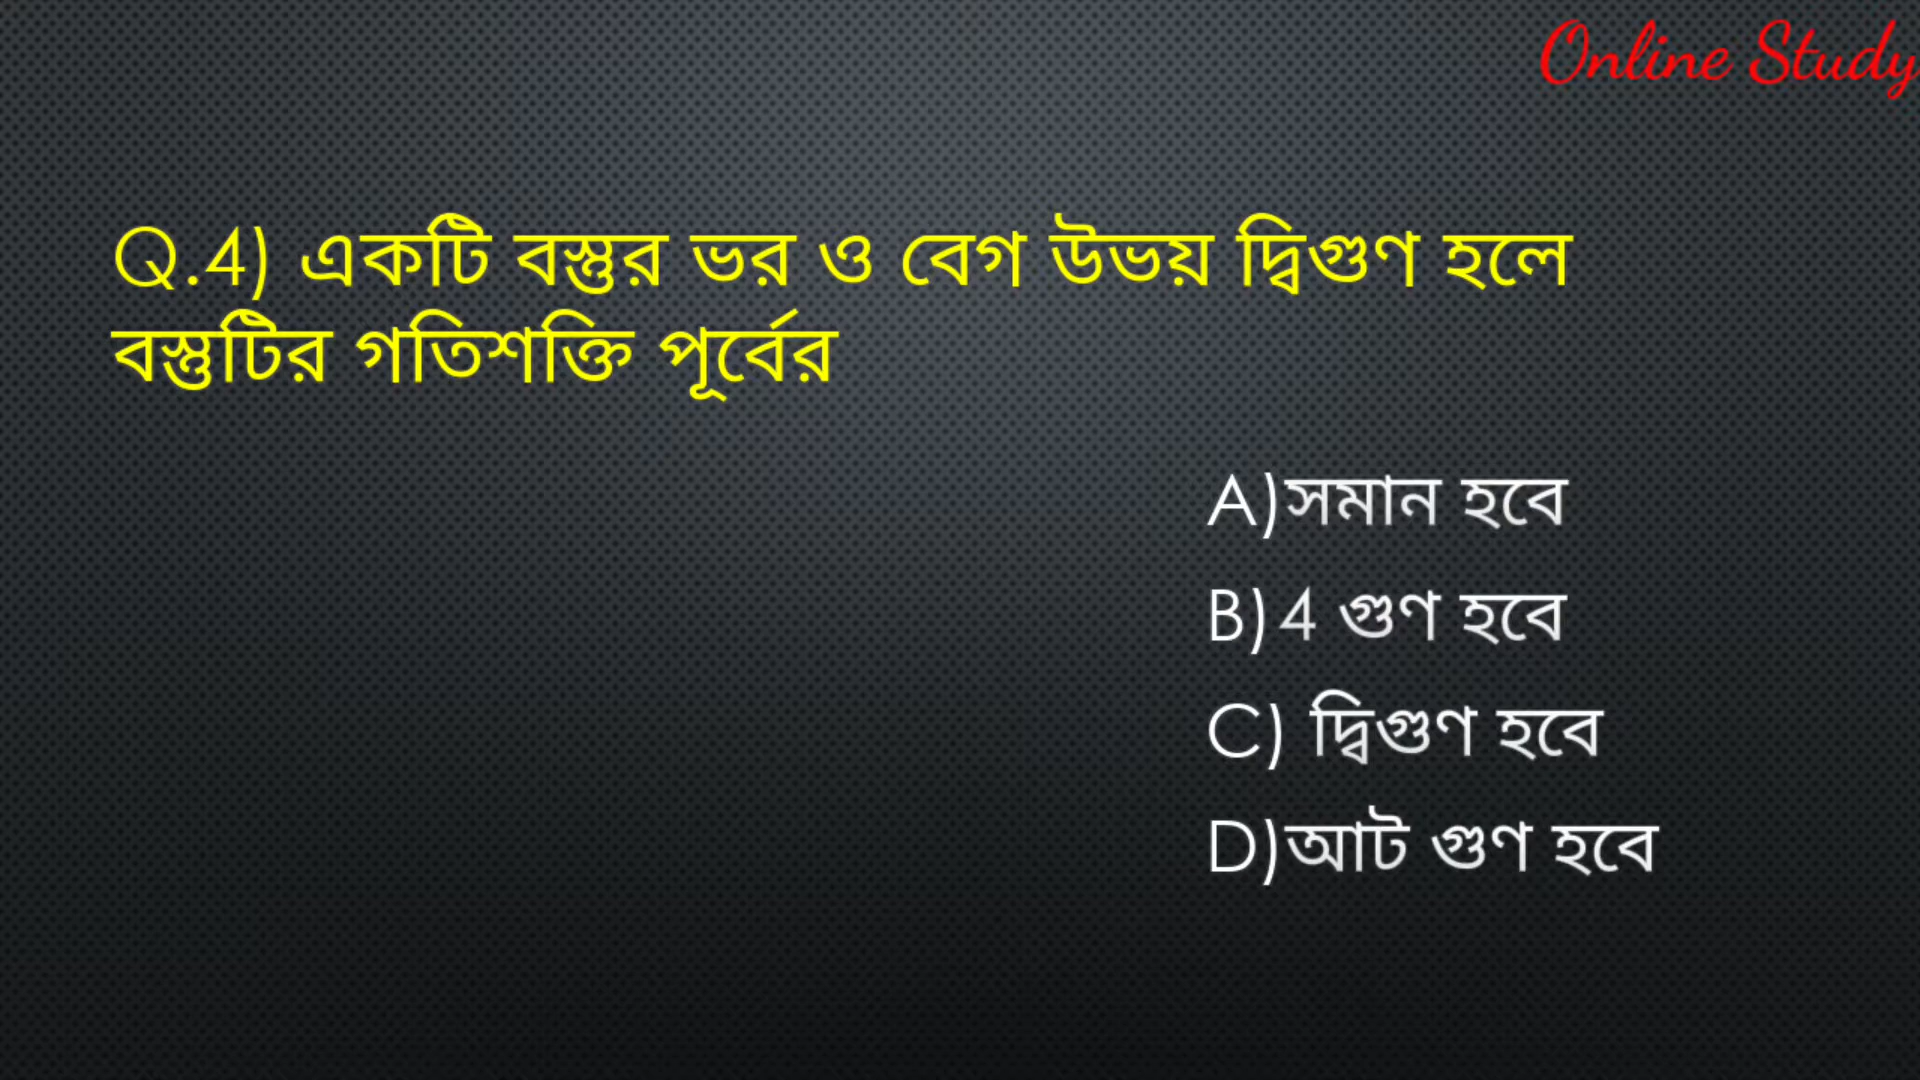 Online Study
Q.4) একটি বস্তুর ভর ও বেগ উভয় দ্বিগুণ হলে
বস্তুটির গতিশক্তি পূর্বের
A)সমান হবে
B)4 গুণ হবে
C) দ্বিগুণ হবে
D)আট গুণ হবে